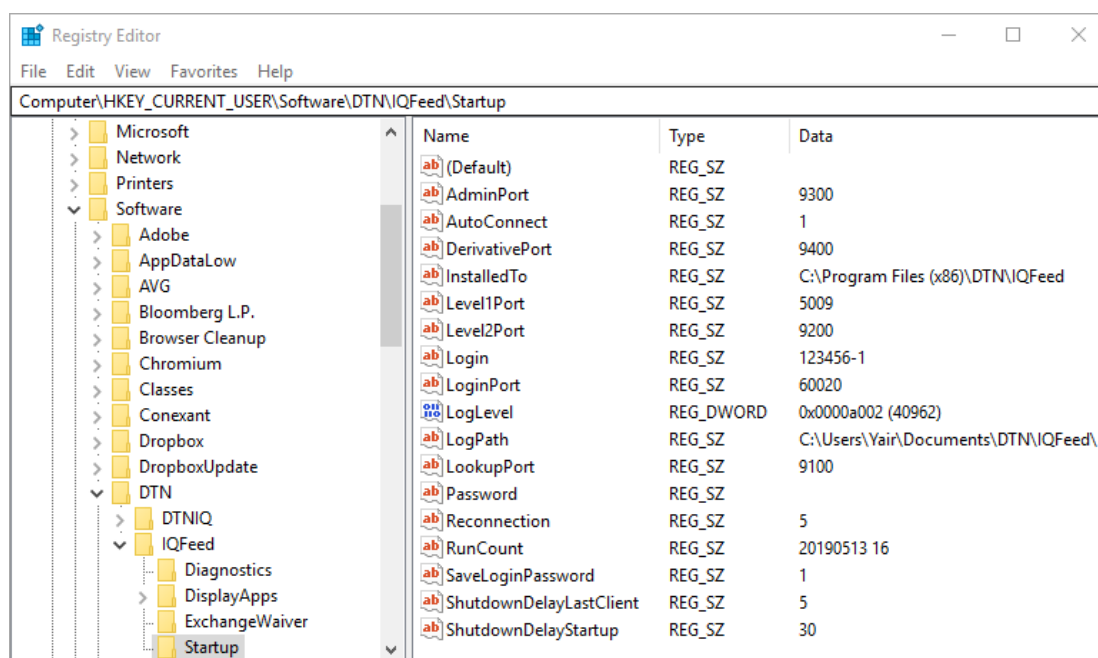 Registry Editor
File Edit View Favorites Help
Computer\HKEY_CURRENT_USER\Software\DTN\IQFeed\Startup
Microsoft
Network
Printers
Software
Adobe
AppDataLow
AVG
Bloomberg L.P.
Browser Cleanup
Chromium
Classes
Conexant
Dropbox
DropboxUpdate
DTN
DTNIQ
IQFeed
Diagnostics
DisplayApps
ExchangeWaiver
Startup
Name Type Data
(Default) REG_SZ
AdminPort REG_SZ 9300
AutoConnect REG_SZ 1
DerivativePort REG_SZ 9400
InstalledTo REG_SZ C:\Program Files (x86)\DTN\IQFeed
Level1Port REG_SZ 5009
Level2Port REG_SZ 9200
Login REG_SZ 123456-1
LoginPort REG_SZ 60020
LogLevel REG_DWORD 0x0000a002 (40962)
LogPath REG_SZ C:\Users\Yair\Documents\DTN\IQFeed\
LookupPort REG_SZ 9100
Password REG_SZ
Reconnection REG_SZ 5
RunCount REG_SZ 20190513 16
SaveLoginPassword REG_SZ 1
ShutdownDelayLastClient REG_SZ 5
ShutdownDelayStartup REG_SZ 30